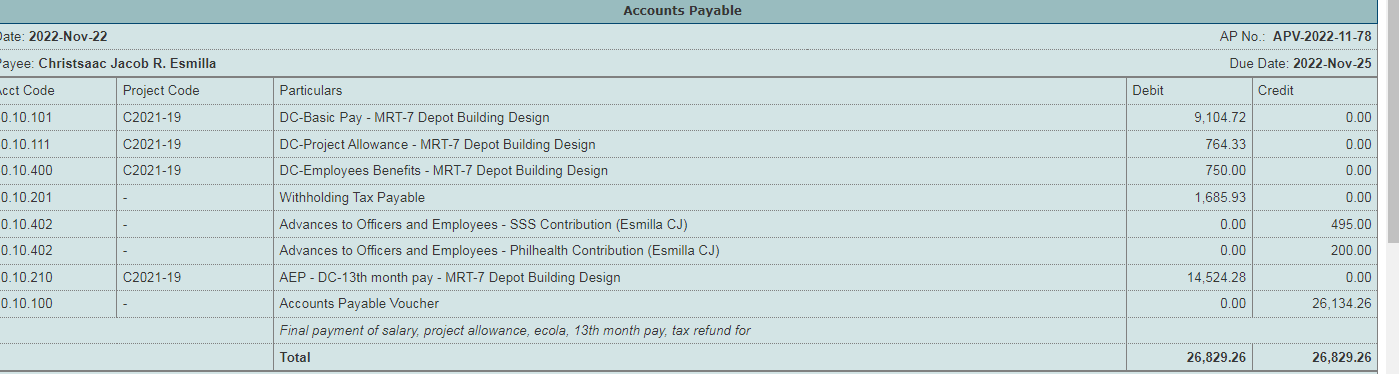 Accounts Payable
Date: 2022-Nov-22 AP No.: APV-2022-11-78
Payee: Christsaac Jacob R. Esmilla Due Date: 2022-Nov-25
Acct Code Project Code Particulars Debit Credit
0.10.101 C2021-19 DC-Basic Pay - MRT-7 Depot Building Design 9,104.72 0.00
0.10.111 C2021-19 DC-Project Allowance - MRT-7 Depot Building Design 764.33 0.00
0.10.400 C2021-19 DC-Employees Benefits - MRT-7 Depot Building Design 750.00 0.00
0.10.201 - Withholding Tax Payable 1,685.93 0.00
0.10.402 - Advances to Officers and Employees - SSS Contribution (Esmilla CJ) 0.00 495.00
0.10.402 - Advances to Officers and Employees - Philhealth Contribution (Esmilla CJ) 0.00 200.00
0.10.210 C2021-19 AEP - DC-13th month pay - MRT-7 Depot Building Design 14,524.28 0.00
0.10.100 - Accounts Payable Voucher 0.00 26,134.26
Final payment of salary, project allowance, ecola, 13th month pay, tax refund for
Total 26,829.26 26,829.26